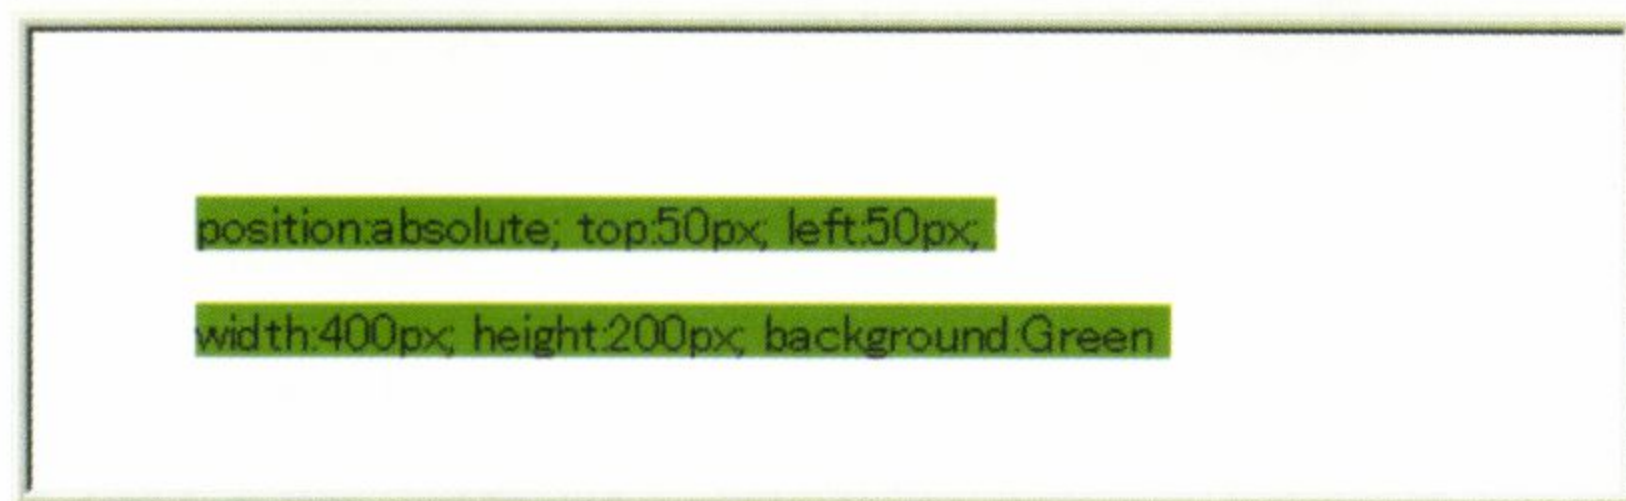 position:absolute; top:50px; left:50px;
width:400px; height:200px; background:Green